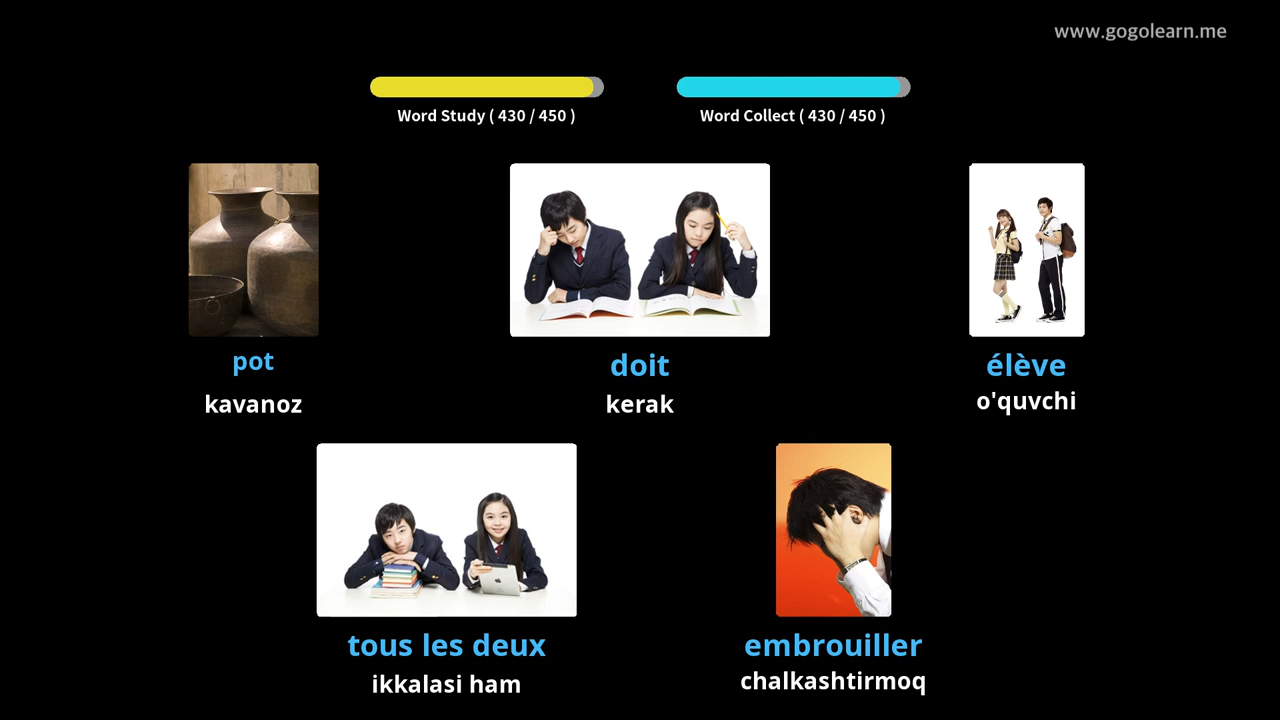 www.gogolearn.me
Word Study ( 430 / 450 )
Word Collect ( 430 / 450 )
pot
kavanoz
doit
kerak
élève
o'quvchi
tous les deux
ikkalasi ham
embrouiller
chalkashtirmoq